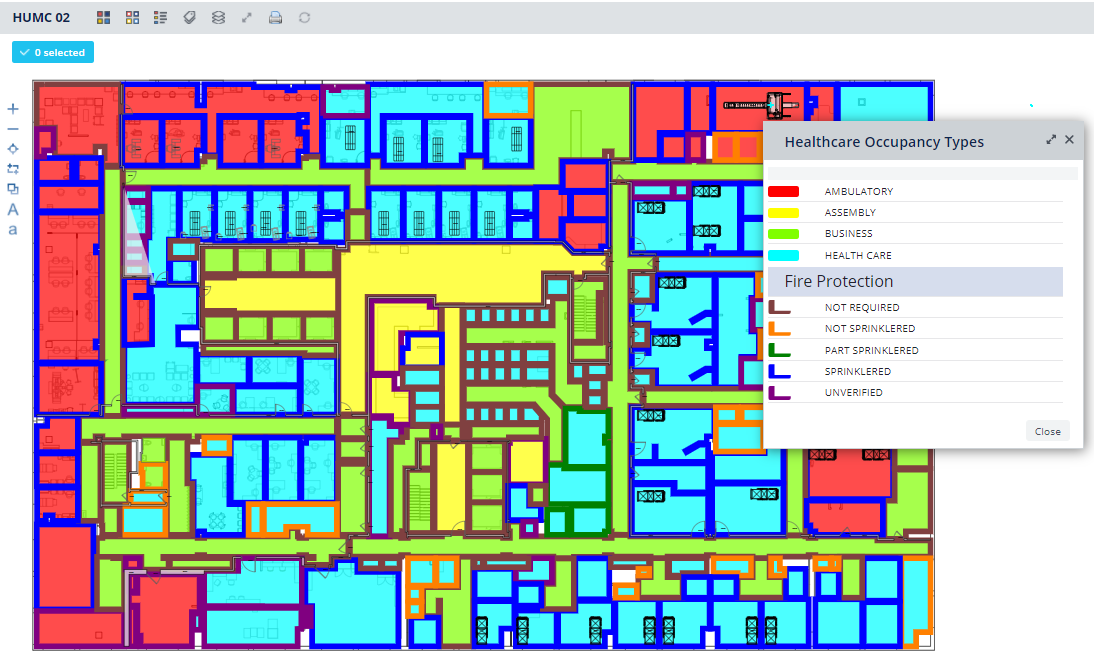 HUMC 02
0 selected
A
a
Healthcare Occupancy Types
AMBULATORY
ASSEMBLY
BUSINESS
HEALTH CARE
Fire Protection
NOT REQUIRED
NOT SPRINKLERED
PART SPRINKLERED
SPRINKLERED
UNVERIFIED
Close